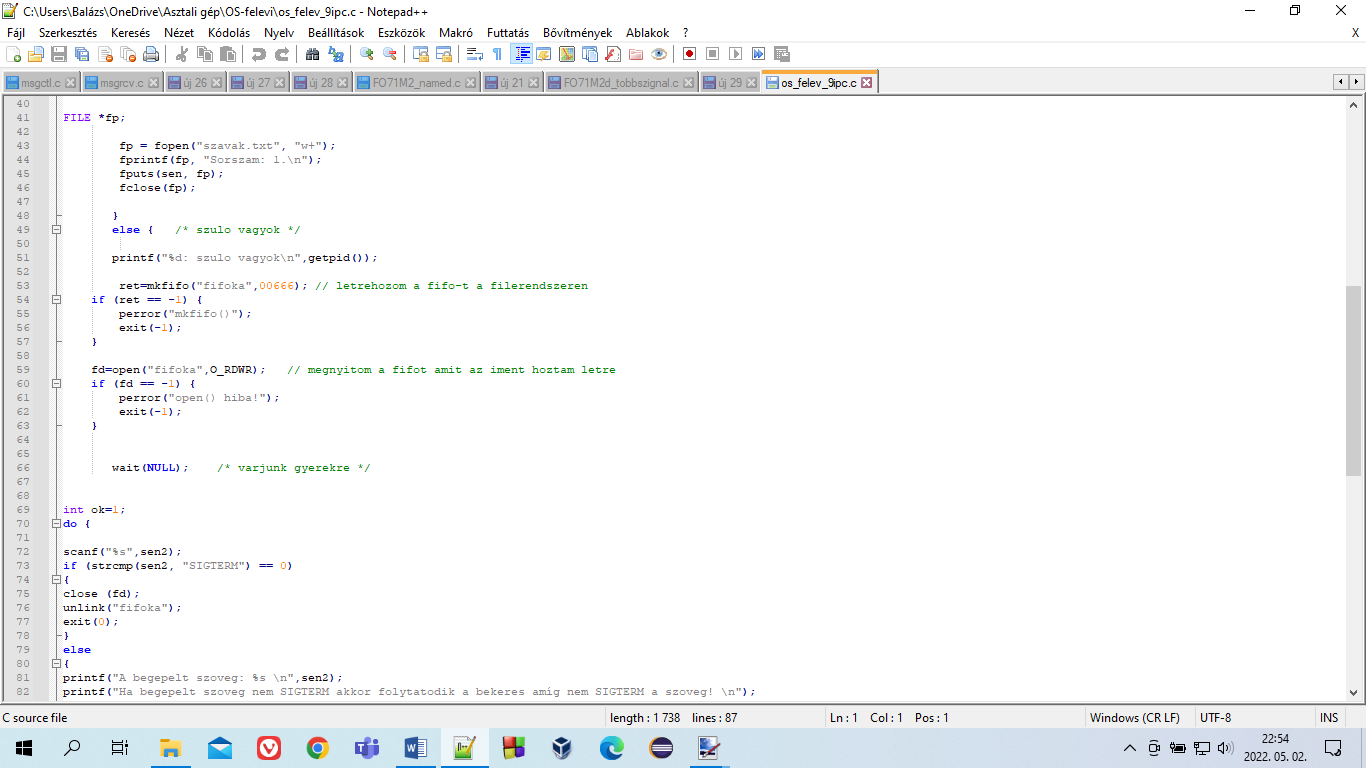 C:\Users\Balázs\OneDrive\Asztali gép\OS-felevi\os_felev_9ipc.c - Notepad++
Fájl Szerkesztés Keresés Nézet Kódolás Nyelv Beállítások Eszközök Makró Futtatás Bővítmények Ablakok ? X
msgctl.c msgrcv.c új 26 új 27 új 28 FO71M2_named.c új 21 FO71M2d_tobbszignal.c új 29 os_felev_9ipc.c
40
41 FILE *fp;
42
43 fp = fopen("szavak.txt", "w+");
44 fprintf(fp, "Sorszam: 1.\n");
45 fputs(sen, fp);
46 fclose(fp);
47
48 }
49 else { /* szulo vagyok */
50
51 printf("%d: szulo vagyok\n",getpid());
52
53 ret=mkfifo("fifoka",00666); // letrehozom a fifo-t a filerendszeren
54 if (ret == -1) {
55 perror("mkfifo()");
56 exit(-1);
57 }
58
59 fd=open("fifoka",O_RDWR); // megnyitom a fifot amit az iment hoztam letre
60 if (fd == -1) {
61 perror("open() hiba!");
62 exit(-1);
63 }
64
65
66 wait(NULL); /* varjunk gyerekre */
67
68
69 int ok=1;
70 do {
71
72 scanf("%s",sen2);
73 if (strcmp(sen2, "SIGTERM") == 0)
74 {
75 close (fd);
76 unlink("fifoka");
77 exit(0);
78 }
79 else
80 {
81 printf("A begepelt szoveg: %s \n",sen2);
82 printf("Ha begepelt szoveg nem SIGTERM akkor folytatodik a bekeres amíg nem SIGTERM a szoveg! \n");
C source file length : 1 738 lines : 87 Ln : 1 Col : 1 Pos : 1 Windows (CR LF) UTF-8 INS
22:54
2022. 05. 02.